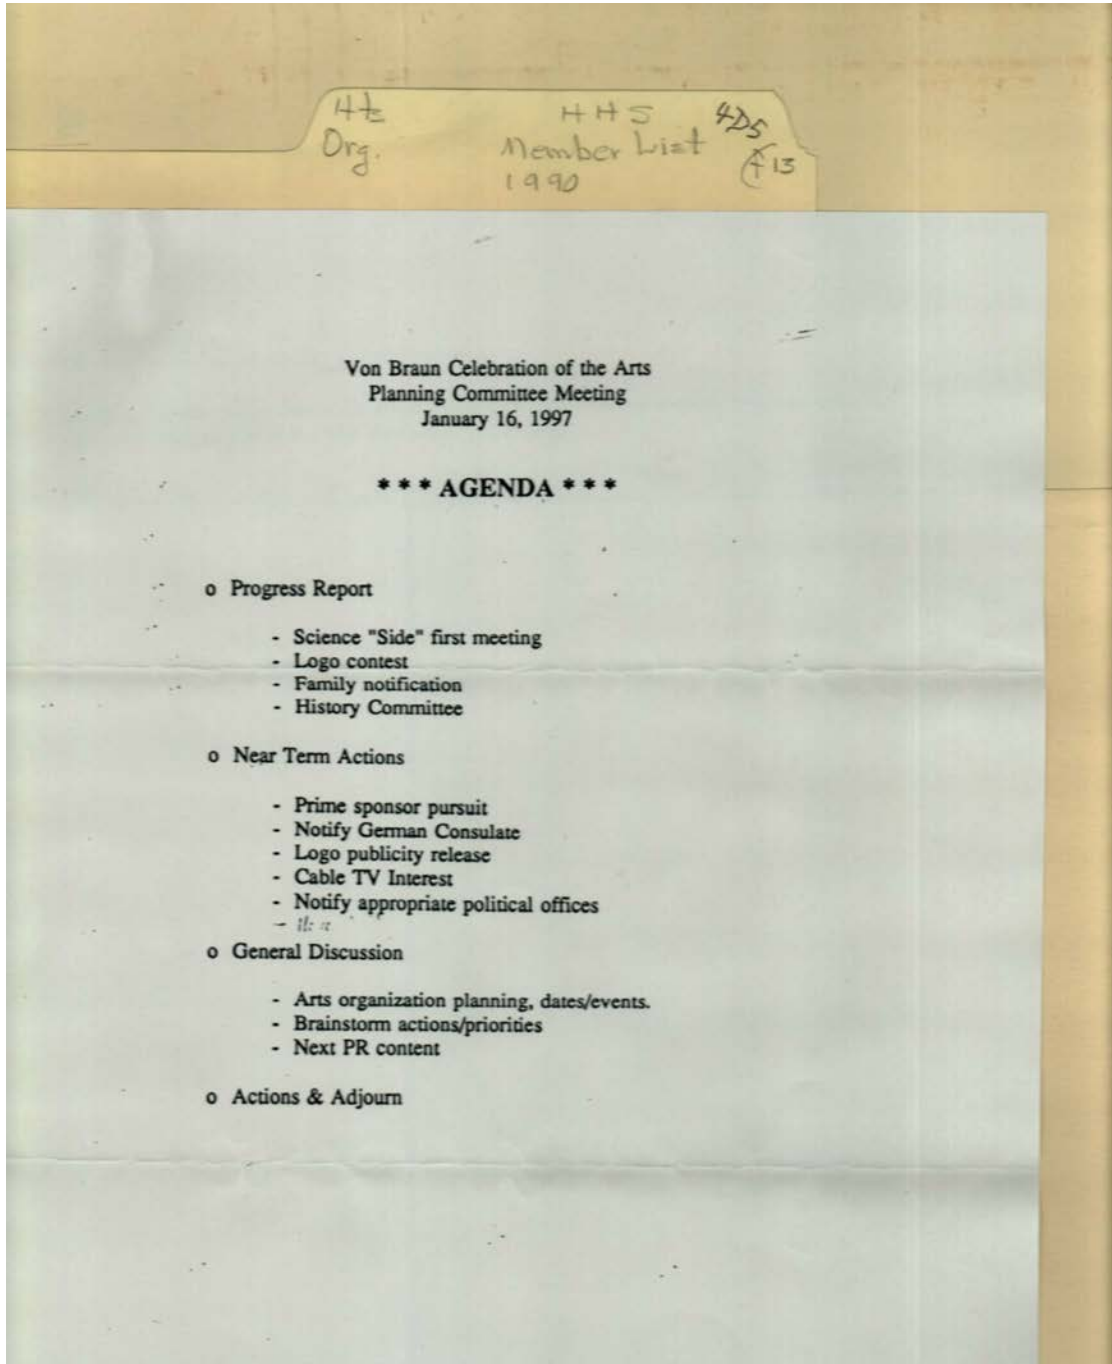 Hts HHS 4D5
Org. Member List F13
1990
Von Braun Celebration of the Arts
Planning Committee Meeting
January 16, 1997
* * * AGENDA * * *
o Progress Report
- Science "Side" first meeting
- Logo contest
- Family notification
- History Committee
o Near Term Actions
- Prime sponsor pursuit
- Notify German Consulate
- Logo publicity release
- Cable TV Interest
- Notify appropriate political offices
-
o General Discussion
- Arts organization planning, dates/events.
- Brainstorm actions/priorities
- Next PR content
o Actions & Adjourn